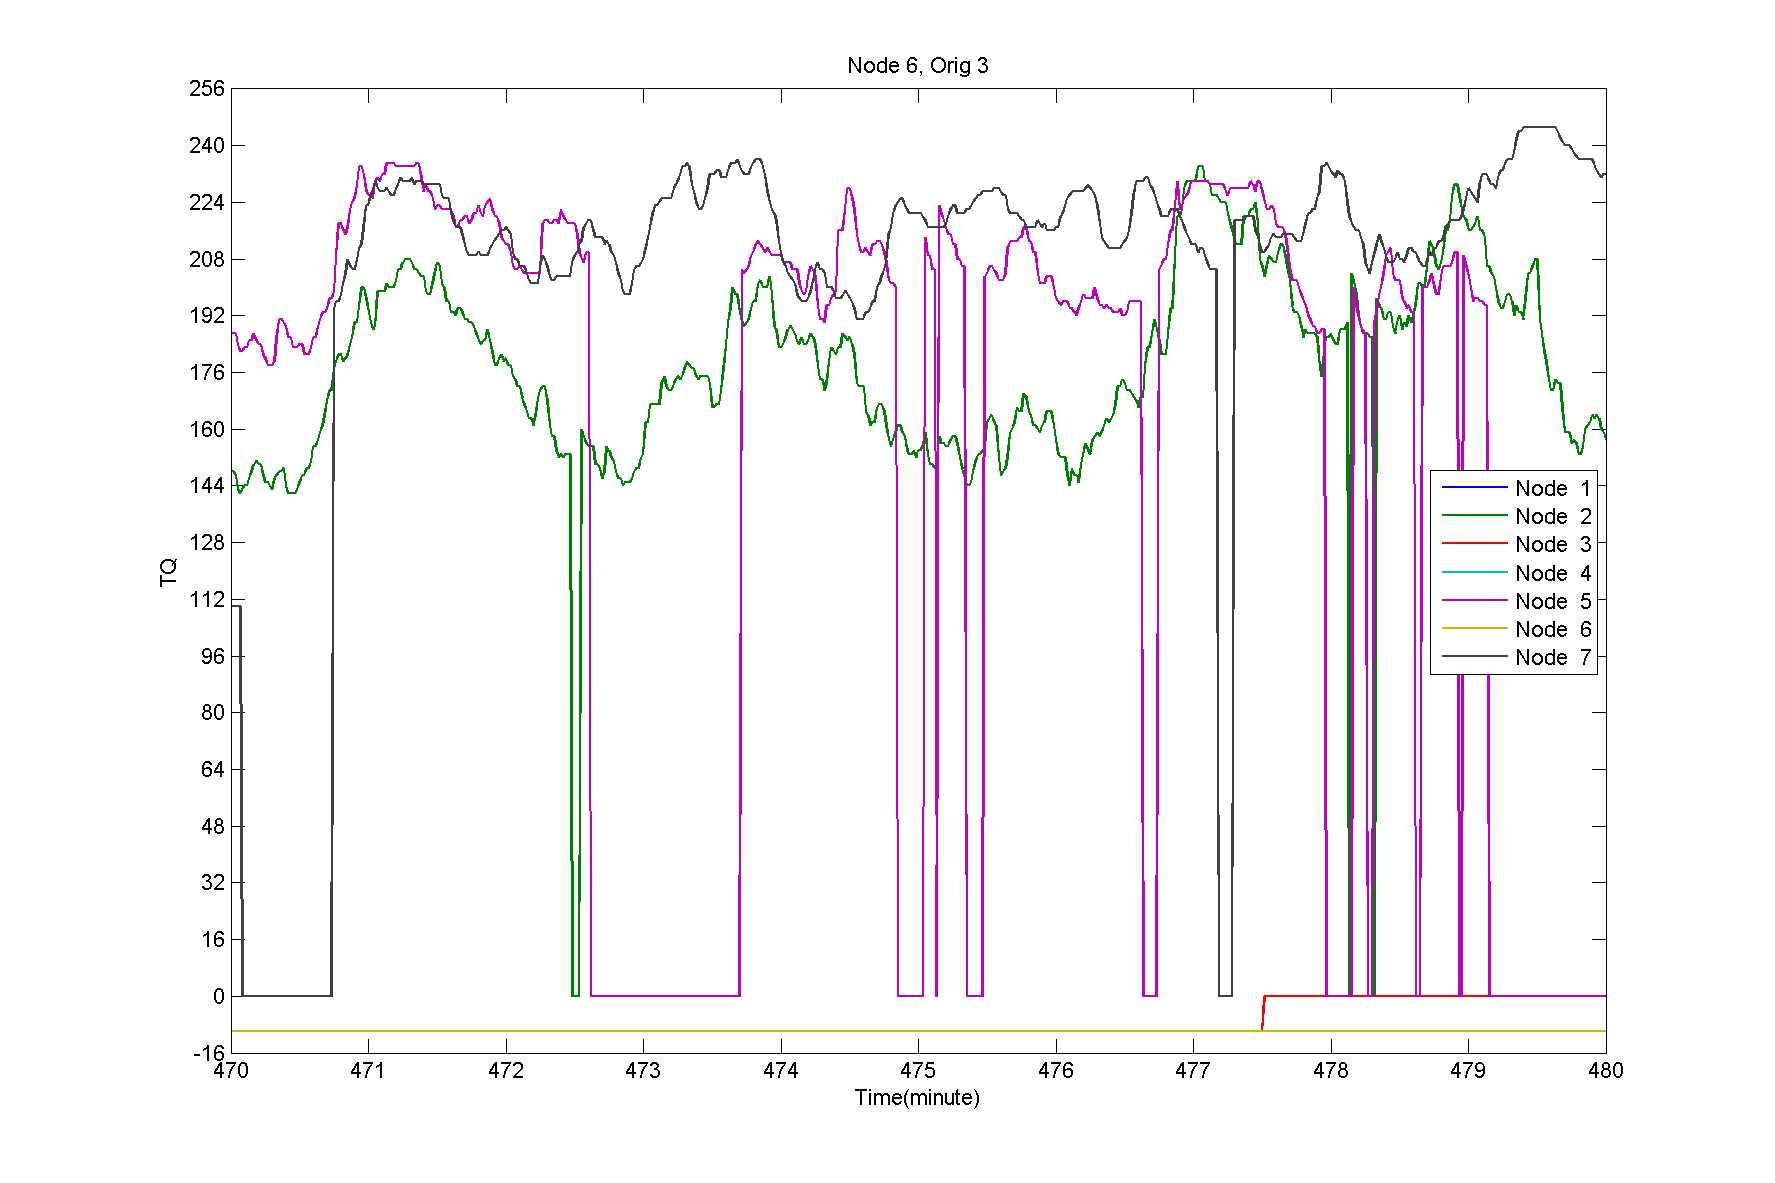 Node 6, Orig 3
256
240
224
208
192
176
160
144
128
112
96
80
64
48
32
16
0
-16
TQ
Node 1
Node 2
Node 3
Node 4
Node 5
Node 6
Node 7
470 471 472 473 474 475 476 477 478 479 480
Time(minute)